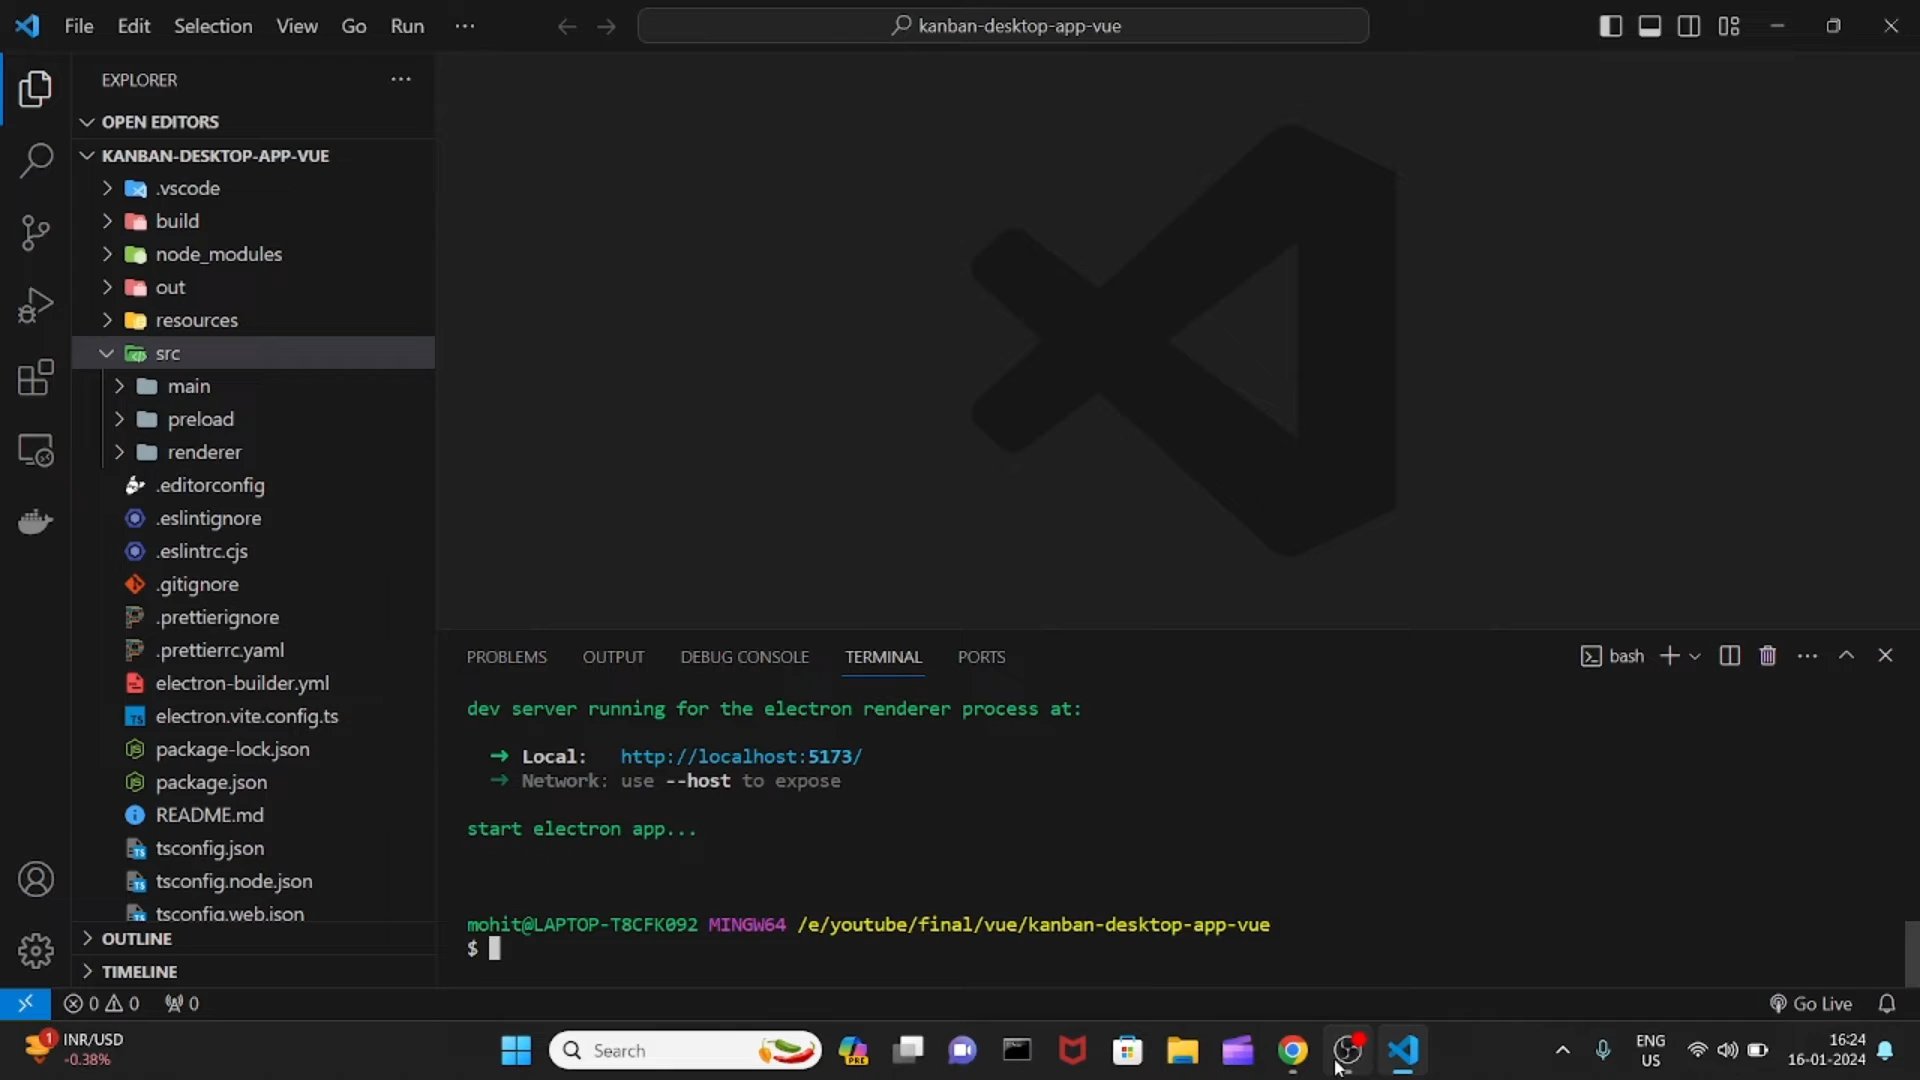 File Edit Selection View Go Run ···
kanban-desktop-app-vue
EXPLORER
OPEN EDITORS
KANBAN-DESKTOP-APP-VUE
.vscode
build
node_modules
out
resources
src
main
preload
renderer
.editorconfig
.eslintignore
.eslintrc.cjs
.gitignore
.prettierignore
.prettierrc.yaml
electron-builder.yml
electron.vite.config.ts
package-lock.json
package.json
README.md
tsconfig.json
tsconfig.node.json
tsconfig.web.json
OUTLINE
TIMELINE
PROBLEMS OUTPUT DEBUG CONSOLE TERMINAL PORTS
bash
dev server running for the electron renderer process at:
➜ Local: http://localhost:5173/
➜ Network: use --host to expose
start electron app...
mohit@LAPTOP-T8CFK092 MINGW64 /e/youtube/final/vue/kanban-desktop-app-vue
$
0 0 0
Go Live
1
INR/USD
-0.38%
Search
PRE
ENG
US
16:24
16-01-2024